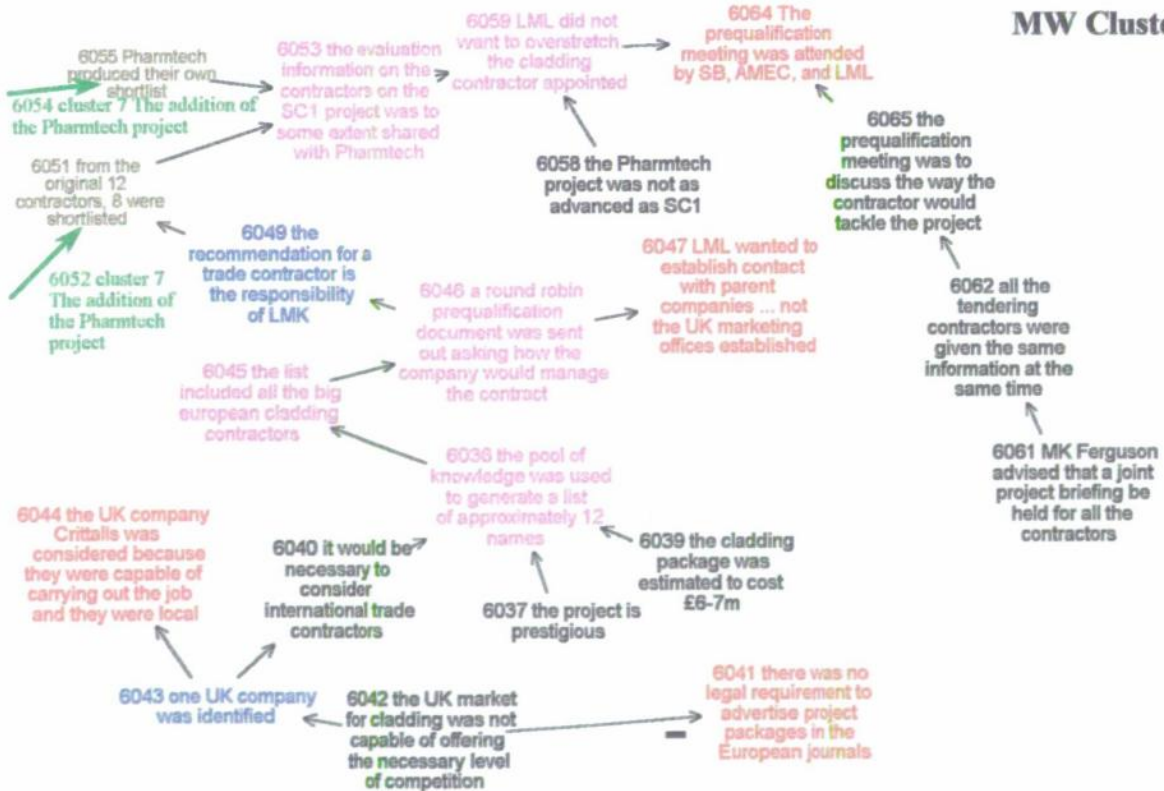 MW Cluste
6064 The
prequalification
meeting was attended
by SB, AMEC, and LML
6059 LML did not
want to overstretch
the cladding
contractor appointed
6053 the evaluation
information on the
contractors on the
SC1 project was to
some extent shared
with Pharmtech
6055 Pharmtech
produced their own
shortlist
6054 cluster 7 The addition of
the Pharmtech project
6051 from the
original 12
contractors, 8 were
shortlisted
6058 the Pharmtech
project was not as
advanced as SC1
6065 the
prequalification
meeting was to
discuss the way the
contractor would
tackle the project
6049 the
recommendation for a
trade contractor is
the responsibility
of LMK
6052 cluster 7
The addition of
the Pharmtech
project
6046 a round robin
prequalification
document was sent
out asking how the
company would manage
the contract
6047 LML wanted to
establish contact
with parent
companies ... not
the UK marketing
offices established
6062 all the
tendering
contractors were
given the same
information at the
same time
6045 the list
included all the big
european cladding
contractors
6038 the pool of
knowledge was used
to generate a list
of approximately 12
names
6061 MK Ferguson
advised that a joint
project briefing be
held for all the
contractors
6044 the UK company
Crittalls was
considered because
they were capable of
carrying out the job
and they were local
6040 it would be
necessary to
consider
international trade
contractors
6039 the cladding
package was
estimated to cost
£6-7m
6037 the project is
prestigious
6043 one UK company
was identified
6042 the UK market
for cladding was not
capable of offering
the necessary level
of competition
-
6041 there was no
legal requirement to
advertise project
packages in the
European journals